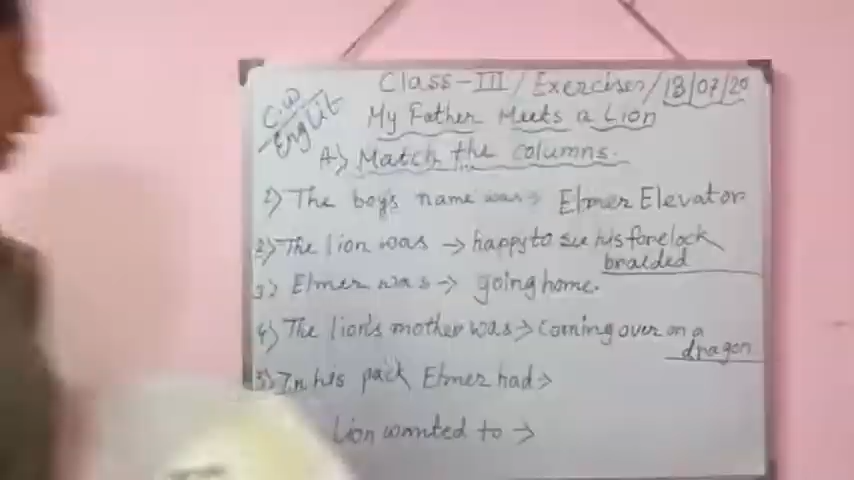 Class-III/Exercises/13/07/20
C.W
English
My Father Meets a Lion
A) Match the columns.
1) The boy's name was → Elmer Elevator
2) The lion was → happy to see his forelock
braided
3) Elmer was → going home.
4) The lion's mother was → coming over on a
dragon
5) In his pack Elmer had →
Lion wanted to →